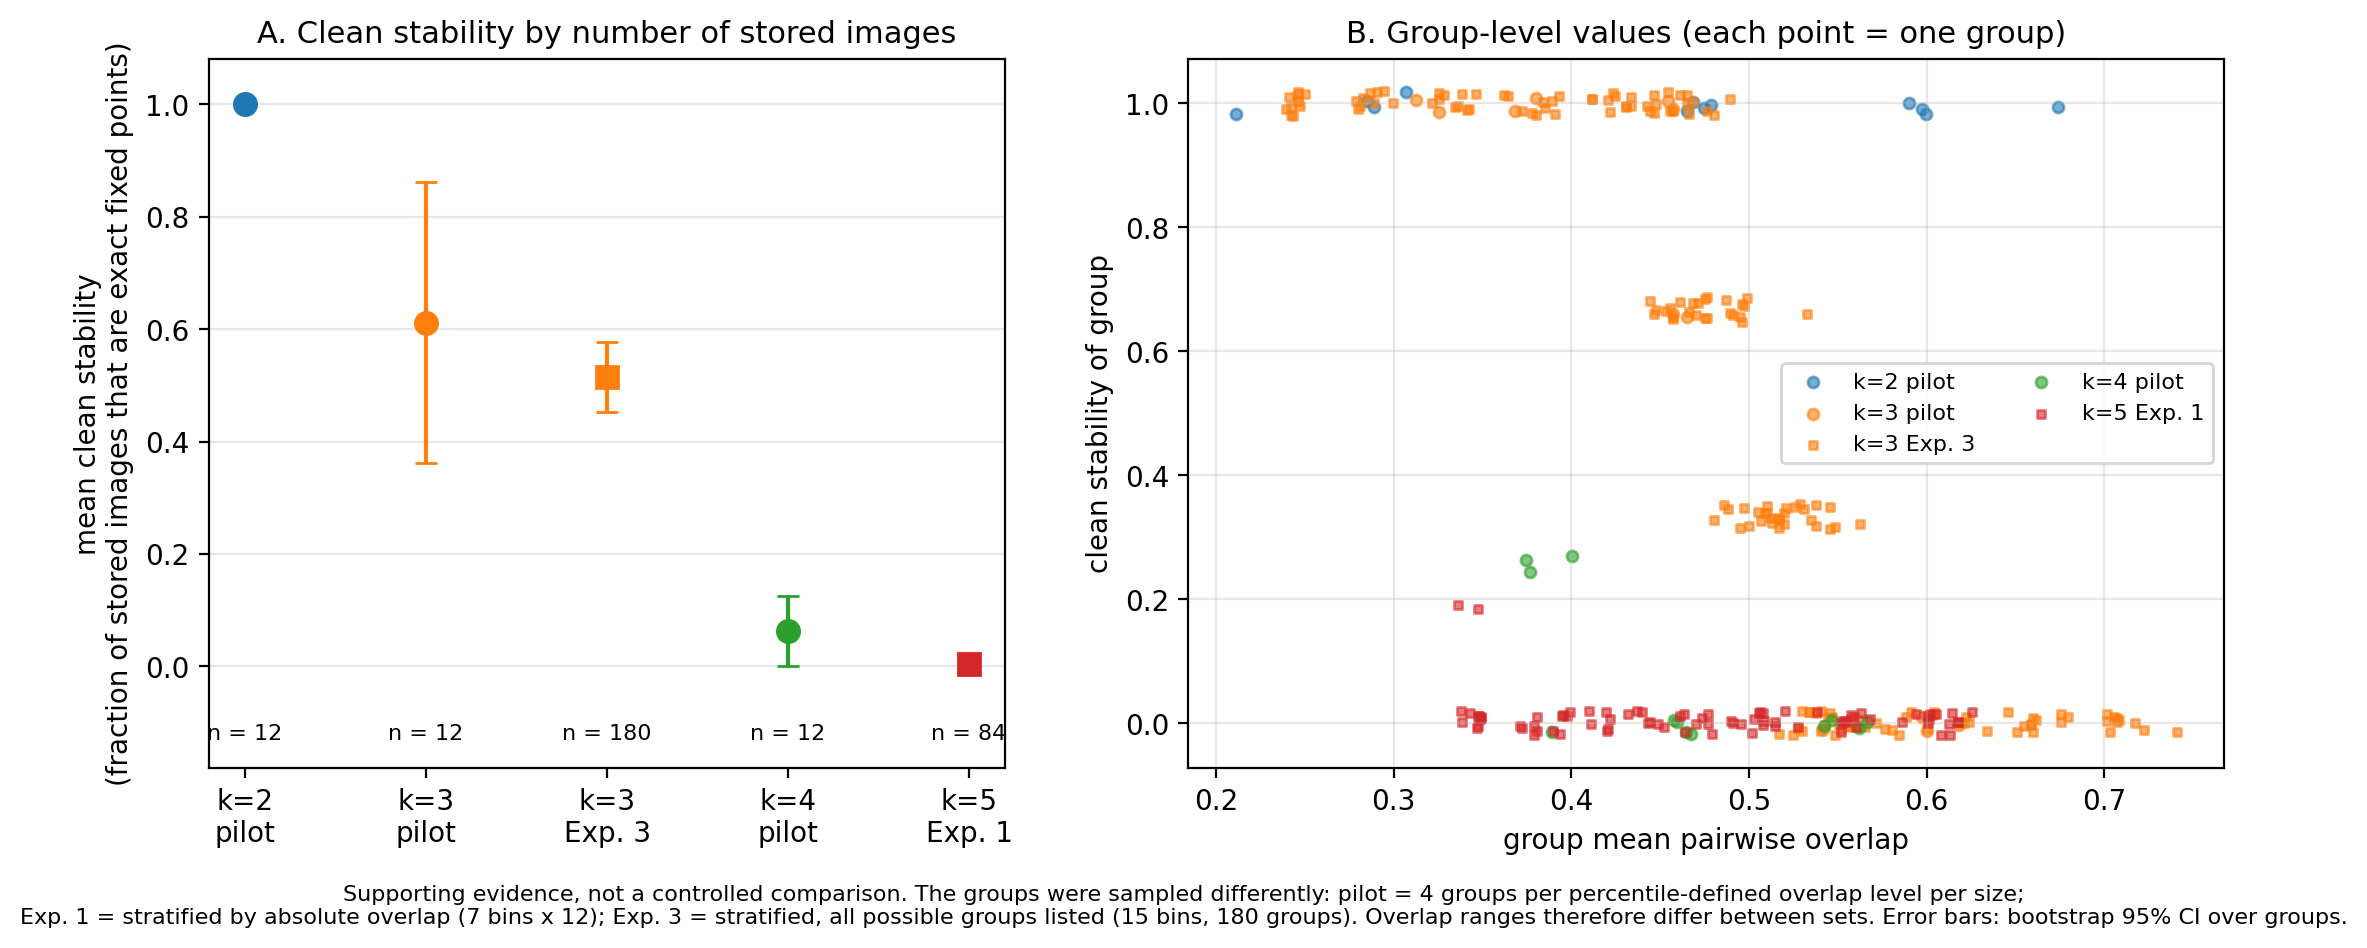 A. Clean stability by number of stored images
mean clean stability
(fraction of stored images that are exact fixed points)
1.0
0.8
0.6
0.4
0.2
0.0
n = 12
n = 12
n = 180
n = 12
n = 84
k=2
pilot
k=3
pilot
k=3
Exp. 3
k=4
pilot
k=5
Exp. 1
B. Group-level values (each point = one group)
clean stability of group
1.0
0.8
0.6
0.4
0.2
0.0
k=2 pilot
k=3 pilot
k=3 Exp. 3
k=4 pilot
k=5 Exp. 1
0.2
0.3
0.4
0.5
0.6
0.7
group mean pairwise overlap
Supporting evidence, not a controlled comparison. The groups were sampled differently: pilot = 4 groups per percentile-defined overlap level per size;
Exp. 1 = stratified by absolute overlap (7 bins x 12); Exp. 3 = stratified, all possible groups listed (15 bins, 180 groups). Overlap ranges therefore differ between sets. Error bars: bootstrap 95% CI over groups.